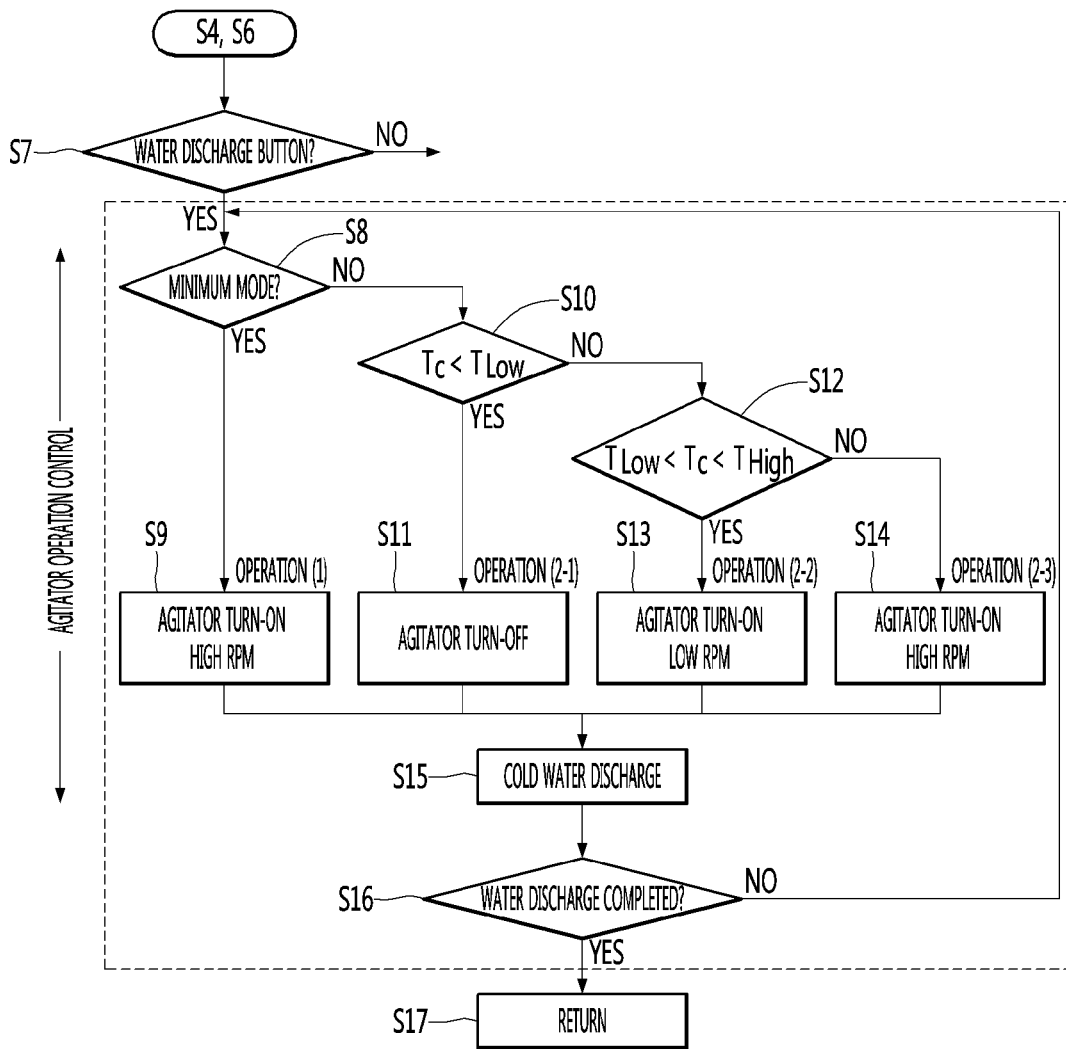 S4, S6
S7
WATER DISCHARGE BUTTON?
NO
YES
S8
MINIMUM MODE?
NO
YES
S10
Tc < TLow
NO
YES
S12
TLow < Tc < THigh
NO
YES
AGITATOR OPERATION CONTROL
S9
OPERATION (1)
AGITATOR TURN-ON
HIGH RPM
S11
OPERATION (2-1)
AGITATOR TURN-OFF
S13
OPERATION (2-2)
AGITATOR TURN-ON
LOW RPM
S14
OPERATION (2-3)
AGITATOR TURN-ON
HIGH RPM
S15
COLD WATER DISCHARGE
S16
WATER DISCHARGE COMPLETED?
NO
YES
S17
RETURN